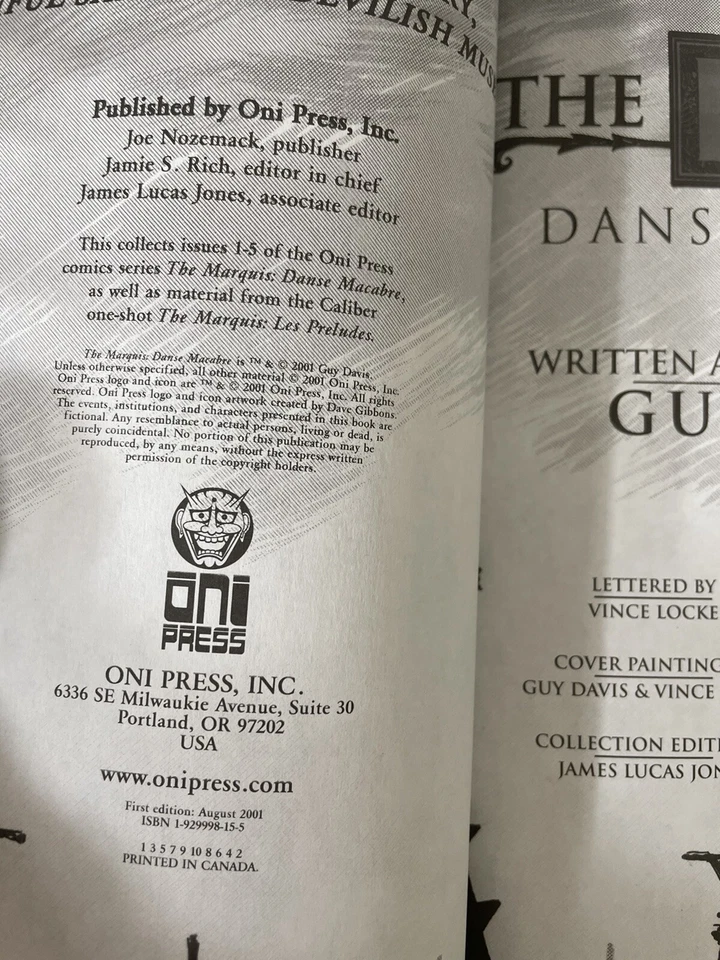 DEVILISH MUS
Published by Oni Press, Inc.
Joe Nozemack, publisher
Jamie S. Rich, editor in chief
James Lucas Jones, associate editor
This collects issues 1-5 of the Oni Press
comics series The Marquis: Danse Macabre,
as well as material from the Caliber
one-shot The Marquis: Les Preludes.
The Marquis: Danse Macabre is ™ & © 2001 Guy Davis.
Unless otherwise specified, all other material © 2001 Oni Press, Inc.
Oni Press logo and icon are ™ & © 2001 Oni Press, Inc. All rights
reserved. Oni Press logo and icon artwork created by Dave Gibbons.
The events, institutions, and characters presented in this book are
fictional. Any resemblance to actual persons, living or dead, is
purely coincidental. No portion of this publication may be
reproduced, by any means, without the express written
permission of the copyright holders.
ONI
PRESS
ONI PRESS, INC.
6336 SE Milwaukie Avenue, Suite 30
Portland, OR 97202
USA
www.onipress.com
First edition: August 2001
ISBN 1-929998-15-5
1 3 5 7 9 10 8 6 4 2
PRINTED IN CANADA.
THE
DANS
WRITTEN A
GU
LETTERED BY
VINCE LOCKE
COVER PAINTING
GUY DAVIS & VINCE
COLLECTION EDIT
JAMES LUCAS JON